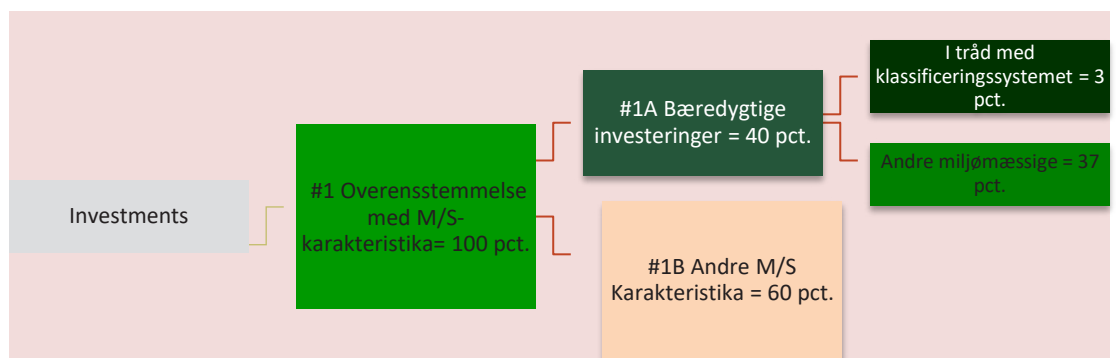 Investments
#1 Overensstemmelse
med M/S-
karakteristika= 100 pct.
#1A Bæredygtige
investeringer = 40 pct.
I tråd med
klassificeringssystemet = 3
pct.
Andre miljømæssige = 37
pct.
#1B Andre M/S
Karakteristika = 60 pct.